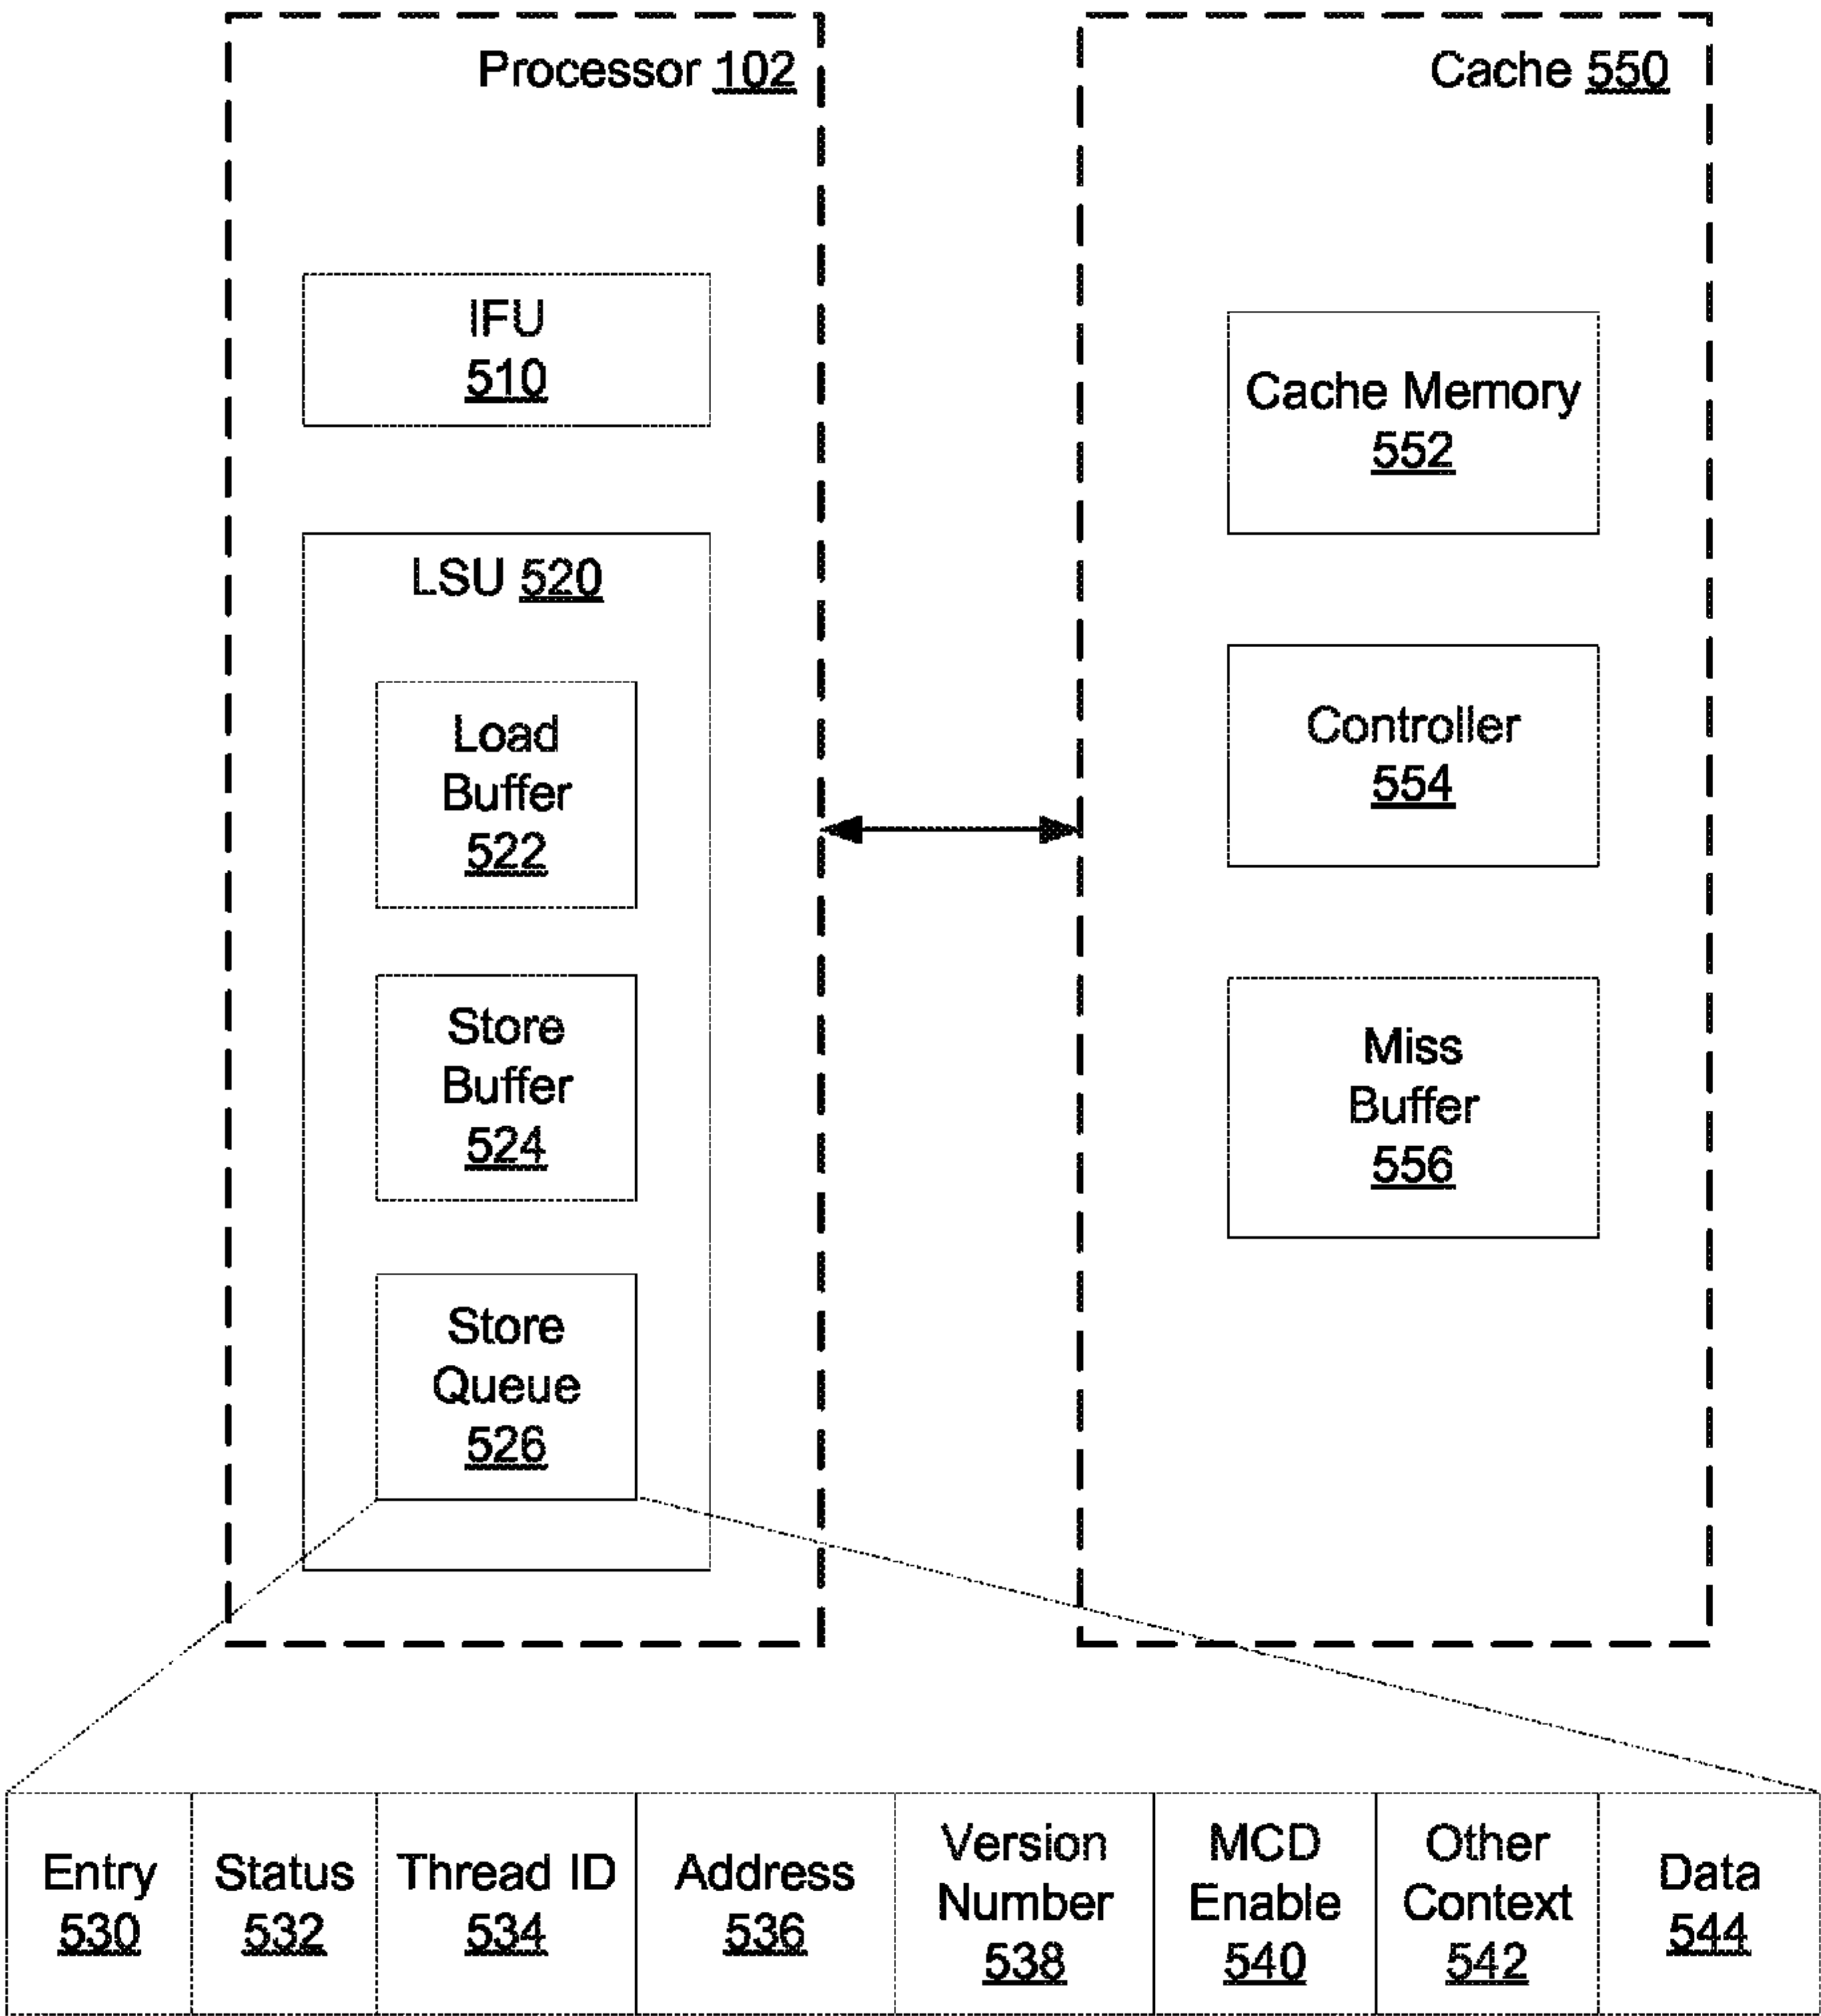 Processor 102
IFU
510
LSU 520
Load
Buffer
522
Store
Buffer
524
Store
Queue
526
Cache 550
Cache Memory
552
Controller
554
Miss
Buffer
556
Entry
530
Status
532
Thread ID
534
Address
536
Version
Number
538
MCD
Enable
540
Other
Context
542
Data
544